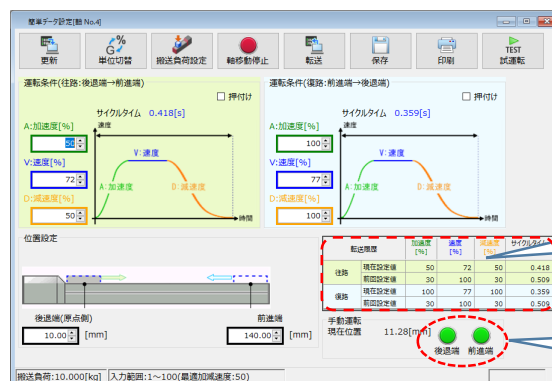 簡単データ設定[軸 No.4]
更新 単位切替 搬送負荷設定 軸移動停止 転送 保存 印刷 TEST 試運転
運転条件(往路:後退端→前進端)
押付け
サイクルタイム 0.418[s]
A:加速度[%]
50
V:速度[%]
72
D:減速度[%]
50
速度
V:速度
A:加速度
D:減速度
時間
運転条件(復路:前進端→後退端)
押付け
サイクルタイム 0.359[s]
A:加速度[%]
100
V:速度[%]
77
D:減速度[%]
100
速度
V:速度
A:加速度
D:減速度
時間
位置設定
後退端(原点側) 前進端
10.00 [mm] 140.00 [mm]
転送履歴 加速度[%] 速度[%] 減速度[%] サイクルタイム
往路 現在設定値 50 72 50 0.418
前回設定値 30 100 30 0.509
復路 現在設定値 100 77 100 0.359
前回設定値 30 100 30 0.509
手動運転
現在位置 11.28[mm]
後退端 前進端
搬送負荷:10.000[kg] 入力範囲:1～100(最適加減速度:50)